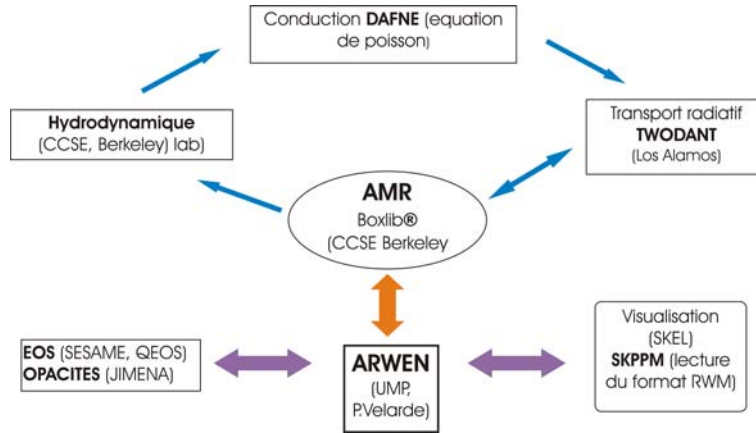 Conduction DAFNE (equation
de poisson)
Hydrodynamique
(CCSE, Berkeley) lab)
Transport radiatif
TWODANT
(Los Alamos)
AMR
Boxlib®
(CCSE Berkeley
EOS (SESAME, QEOS)
OPACITES (JIMENA)
ARWEN
(UMP,
P.Velarde)
Visualisation
(SKEL)
SKPPM (lecture
du format RWM)